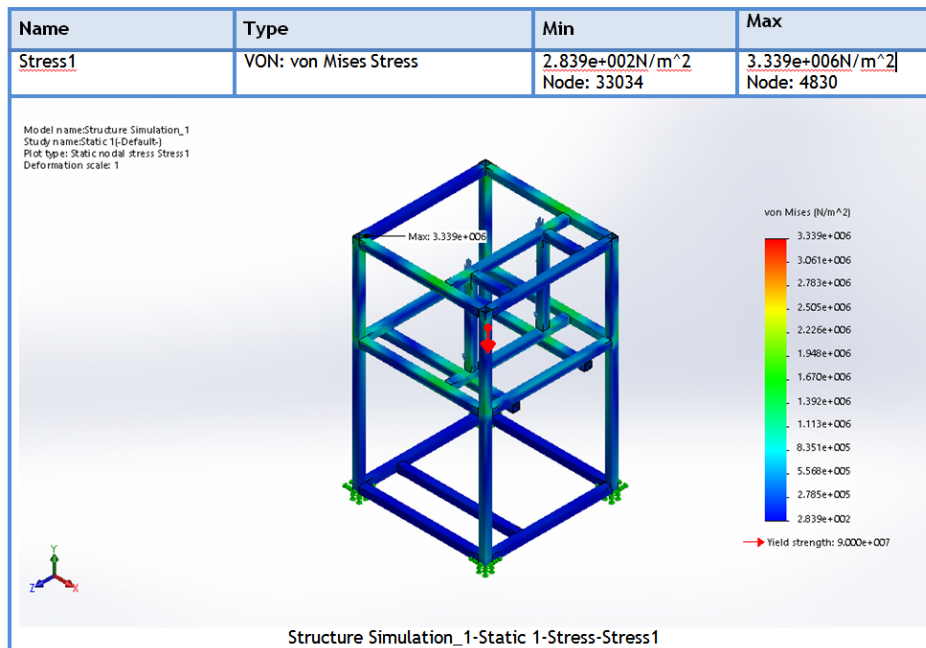 Name Type Min Max
Stress1 VON: von Mises Stress 2.839e+002N/m^2 3.339e+006N/m^2
Node: 33034 Node: 4830
Model name:Structure Simulation_1
Study name:Static 1(-Default-)
Plot type: Static nodal stress Stress1
Deformation scale: 1
von Mises (N/m^2)
Max: 3.339e+006
3.339e+006
3.061e+006
2.783e+006
2.505e+006
2.226e+006
1.948e+006
1.670e+006
1.392e+006
1.113e+006
8.351e+005
5.568e+005
2.785e+005
2.839e+002
Yield strength: 9.000e+007
Y
Z X
Structure Simulation_1-Static 1-Stress-Stress1